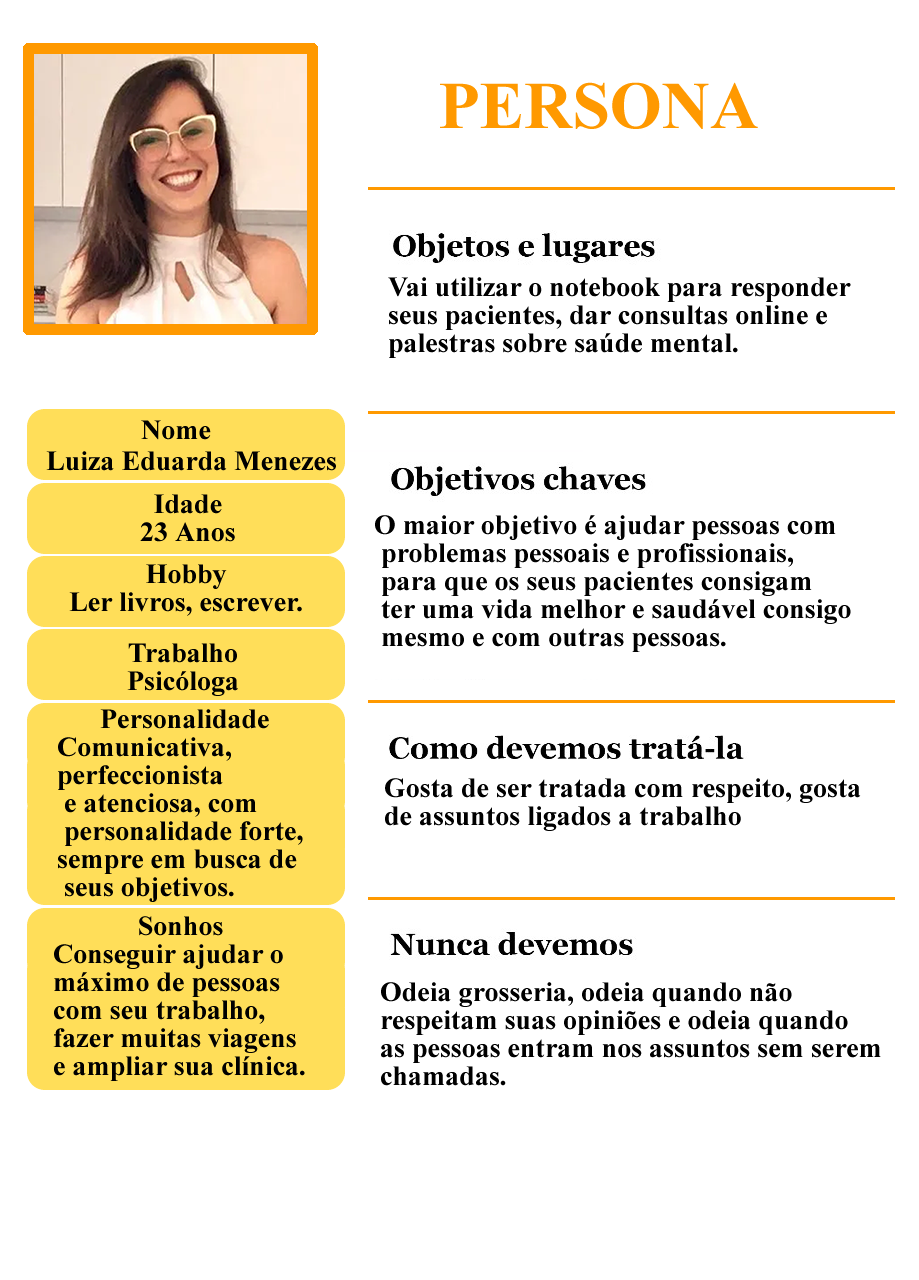 PERSONA
Nome
Luiza Eduarda Menezes
Idade
23 Anos
Hobby
Ler livros, escrever.
Trabalho
Psicóloga
Personalidade
Comunicativa,
perfeccionista
e atenciosa, com
personalidade forte,
sempre em busca de
seus objetivos.
Sonhos
Conseguir ajudar o
máximo de pessoas
com seu trabalho,
fazer muitas viagens
e ampliar sua clínica.
Objetos e lugares
Vai utilizar o notebook para responder
seus pacientes, dar consultas online e
palestras sobre saúde mental.
Objetivos chaves
O maior objetivo é ajudar pessoas com
problemas pessoais e profissionais,
para que os seus pacientes consigam
ter uma vida melhor e saudável consigo
mesmo e com outras pessoas.
Como devemos tratá-la
Gosta de ser tratada com respeito, gosta
de assuntos ligados a trabalho
Nunca devemos
Odeia grosseria, odeia quando não
respeitam suas opiniões e odeia quando
as pessoas entram nos assuntos sem serem
chamadas.